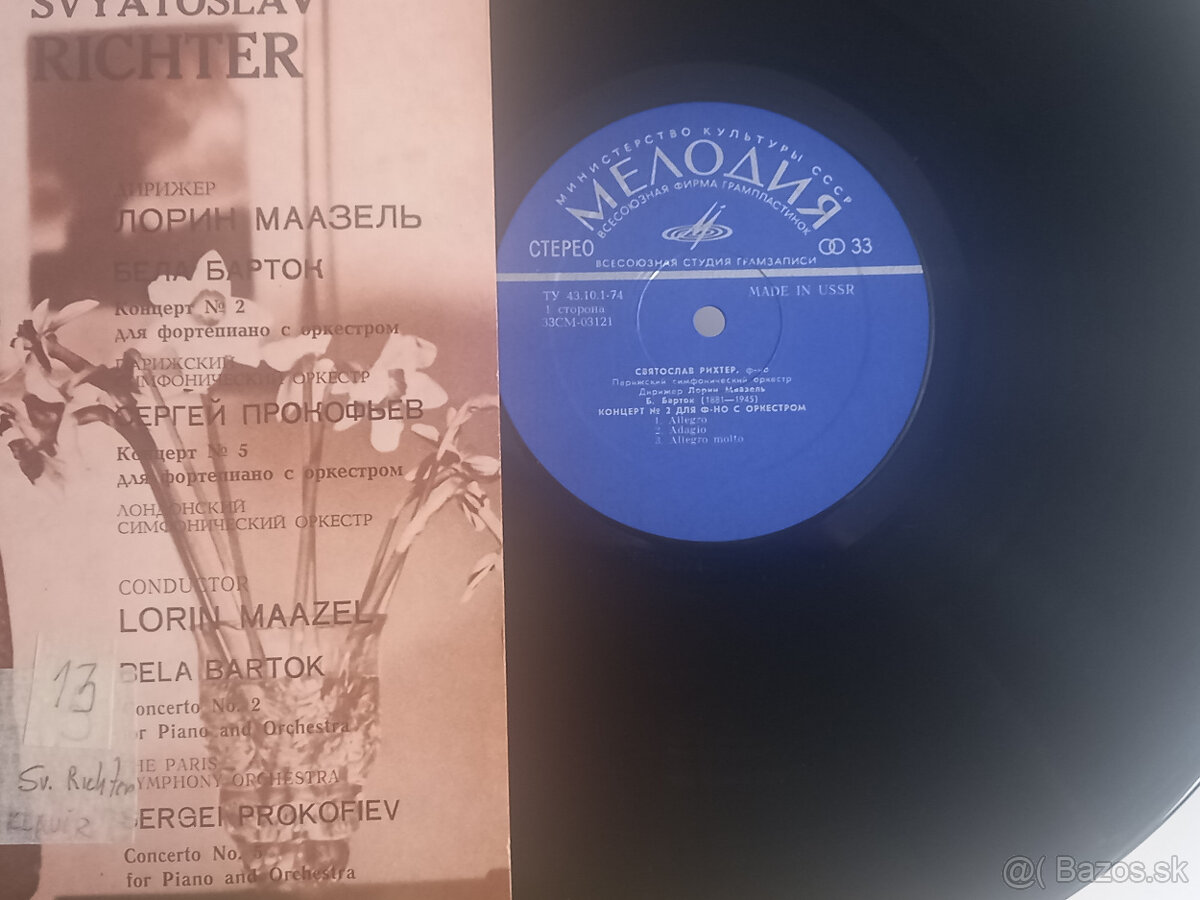 SVYATOSLAV
RICHTER
ДИРИЖЕР
ЛОРИН МААЗЕЛЬ
БЕЛА БАРТОК
Концерт № 2
для фортепиано с оркестром
ПАРИЖСКИЙ
СИМФОНИЧЕСКИЙ ОРКЕСТР
СЕРГЕЙ ПРОКОФЬЕВ
Концерт № 5
для фортепиано с оркестром
ЛОНДОНСКИЙ
СИМФОНИЧЕСКИЙ ОРКЕСТР
CONDUCTOR
LORIN MAAZEL
BELA BARTOK
Concerto No. 2
for Piano and Orchestra
THE PARIS
SYMPHONY ORCHESTRA
SERGEI PROKOFIEV
Concerto No. 5
for Piano and Orchestra
13
Sv. Richter
KLAVÍR
МИНИСТЕРСТВО КУЛЬТУРЫ СССР
МЕЛОДИЯ
ВСЕСОЮЗНАЯ ФИРМА ГРАМПЛАСТИНОК
СТЕРЕО
33
ВСЕСОЮЗНАЯ СТУДИЯ ГРАМЗАПИСИ
ТУ 43.10.1-74
MADE IN USSR
1 сторона
33СМ-03121
СВЯТОСЛАВ РИХТЕР, ф-но
Парижский симфонический оркестр
Дирижер Лорин Маазель
Б. Барток (1881—1945)
КОНЦЕРТ № 2 ДЛЯ Ф-НО С ОРКЕСТРОМ
1. Allegro
2. Adagio
3. Allegro molto
@( Bazos.sk